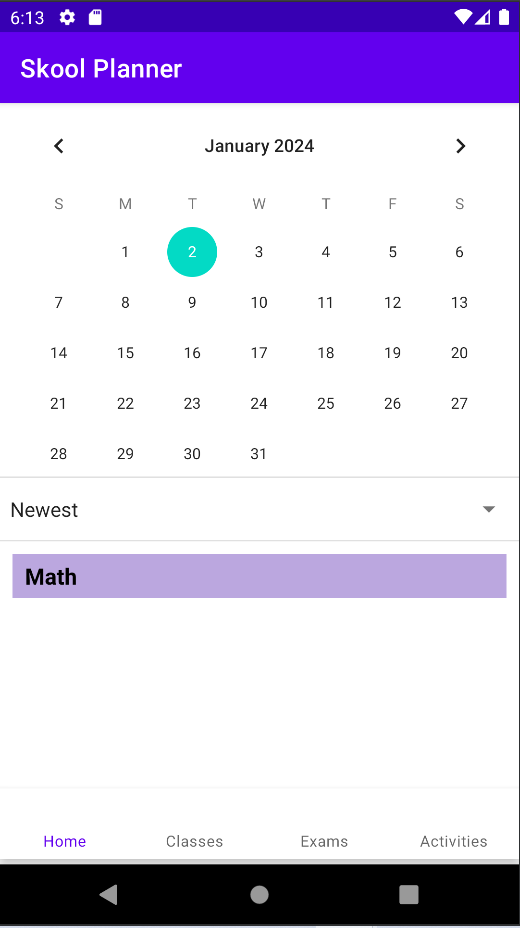 6:13
Skool Planner
January 2024
S M T W T F S
1 2 3 4 5 6
7 8 9 10 11 12 13
14 15 16 17 18 19 20
21 22 23 24 25 26 27
28 29 30 31
Newest
Math
Home Classes Exams Activities